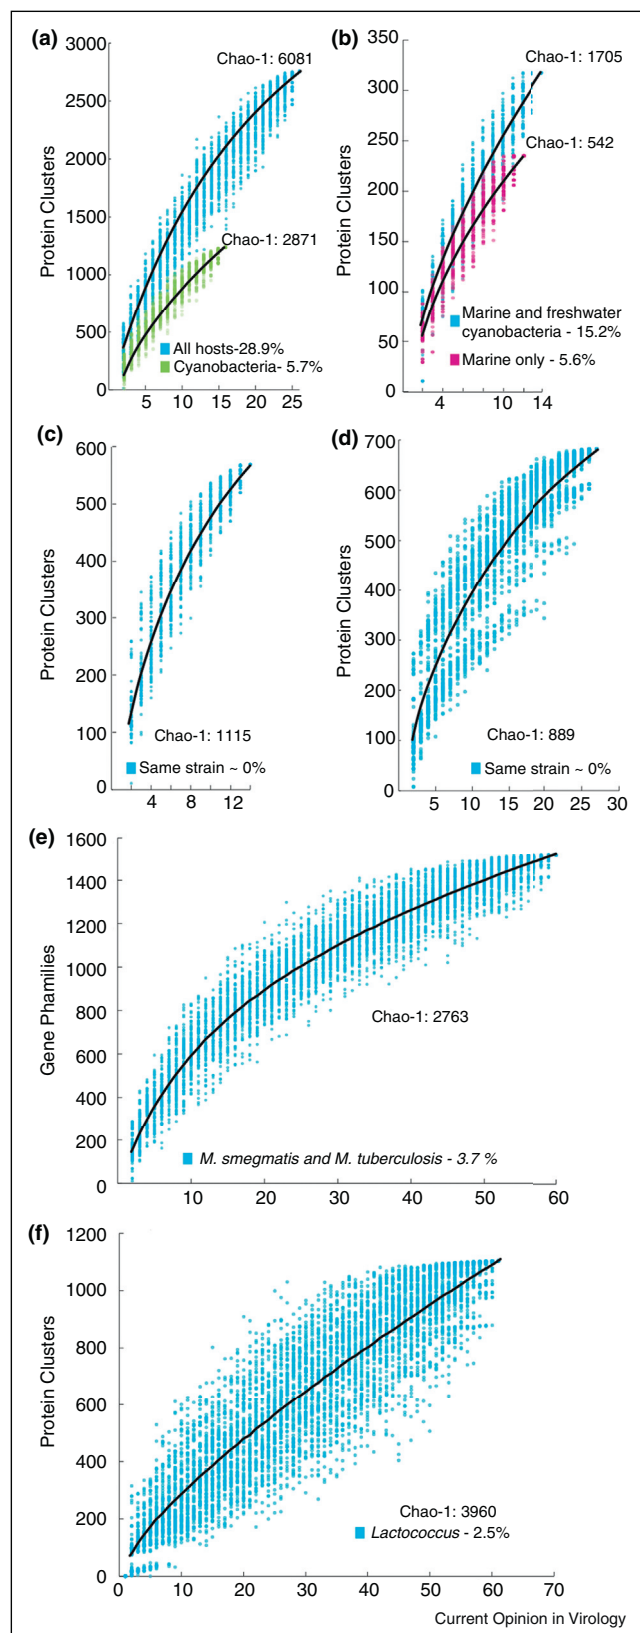 (a)
3000
2500
2000
1500
1000
500
0
Protein Clusters
Chao-1: 6081
Chao-1: 2871
All hosts-28.9%
Cyanobacteria- 5.7%
5 10 15 20 25
(b)
350
300
250
200
150
100
50
0
Protein Clusters
Chao-1: 1705
Chao-1: 542
Marine and freshwater
cyanobacteria - 15.2%
Marine only - 5.6%
4 8 12 14
(c)
600
500
400
300
200
100
0
Protein Clusters
Chao-1: 1115
Same strain ~ 0%
4 8 12
(d)
700
600
500
400
300
200
100
0
Protein Clusters
Chao-1: 889
Same strain ~ 0%
5 10 15 20 30
(e)
1600
1400
1200
1000
800
600
400
200
0
Gene Phamilies
Chao-1: 2763
M. smegmatis and M. tuberculosis - 3.7 %
10 20 30 40 50 60
(f)
1200
1000
800
600
400
200
0
Protein Clusters
Chao-1: 3960
Lactococcus - 2.5%
0 10 20 30 40 50 60 70
Current Opinion in Virology